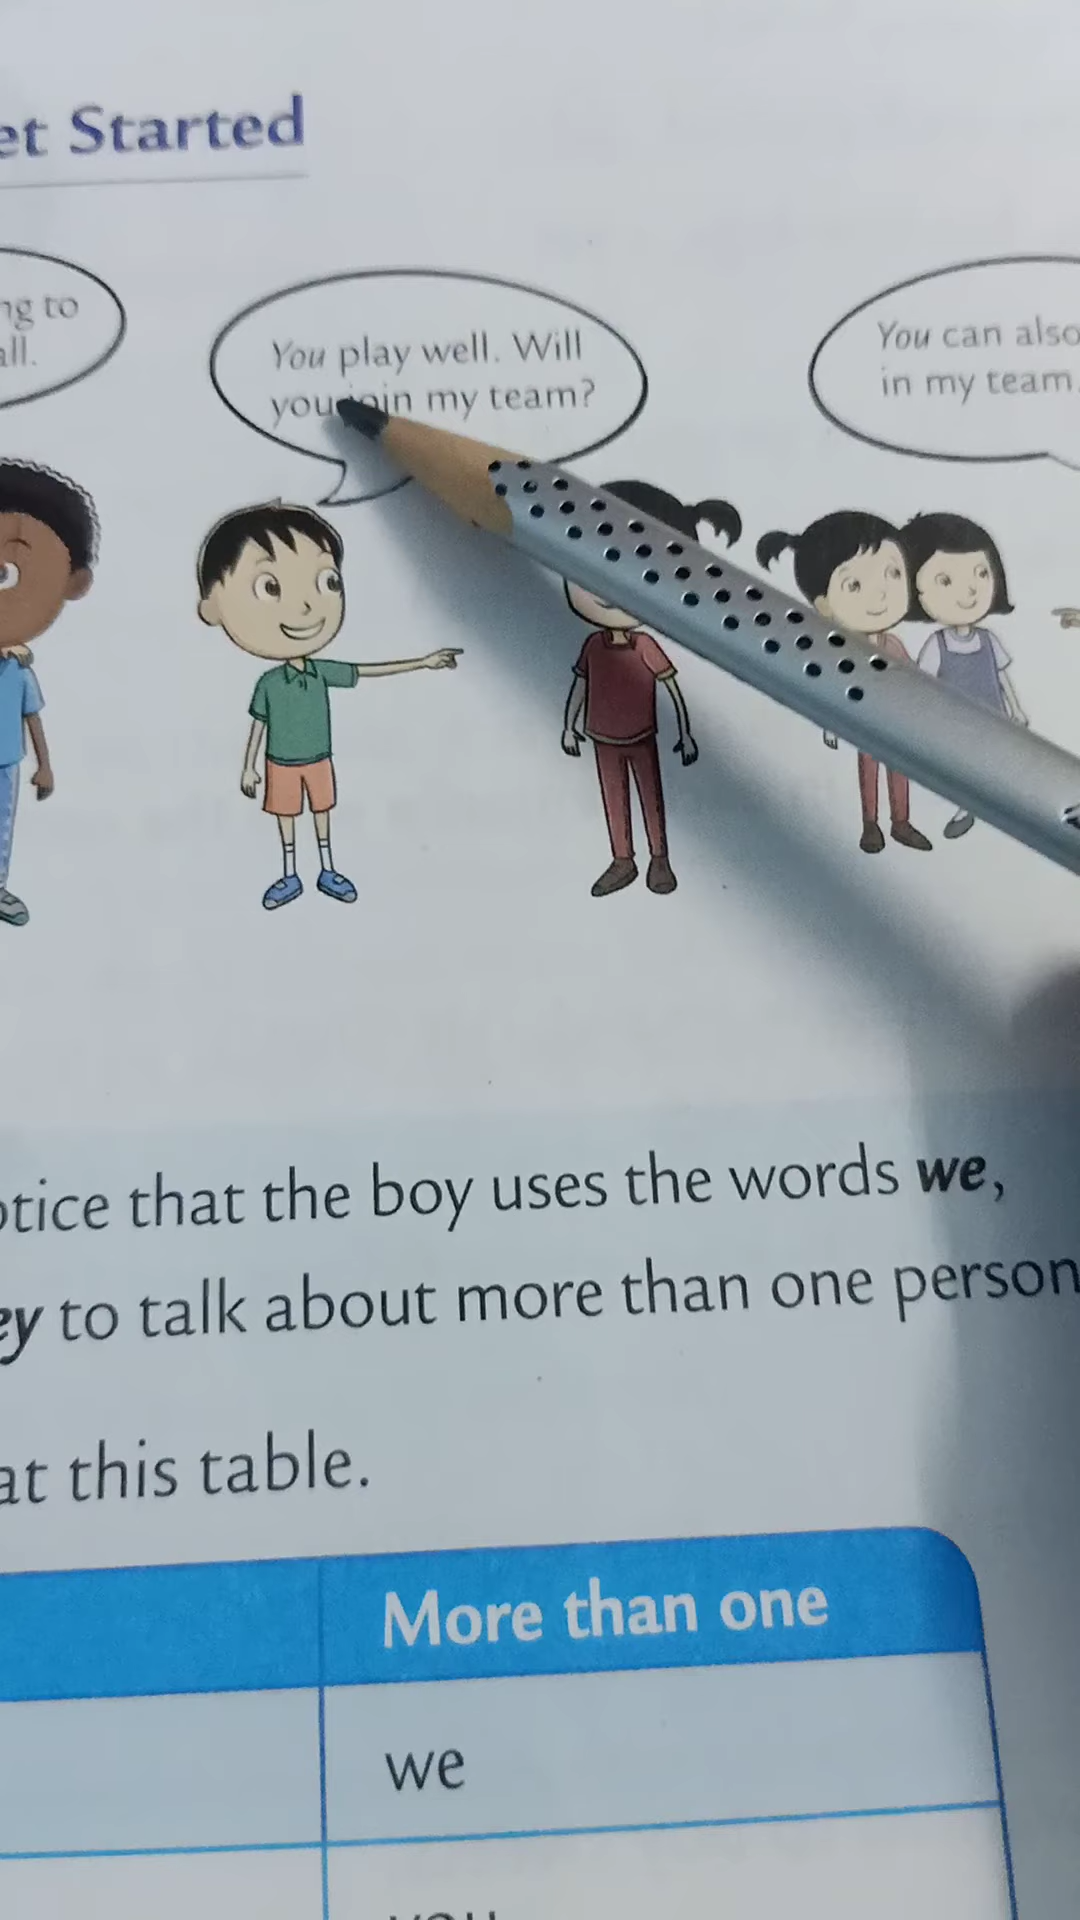 et Started
ng to
all.
You play well. Will
you join my team?
You can also
in my team.
otice that the boy uses the words we,
ey to talk about more than one person
at this table.
More than one
we
you